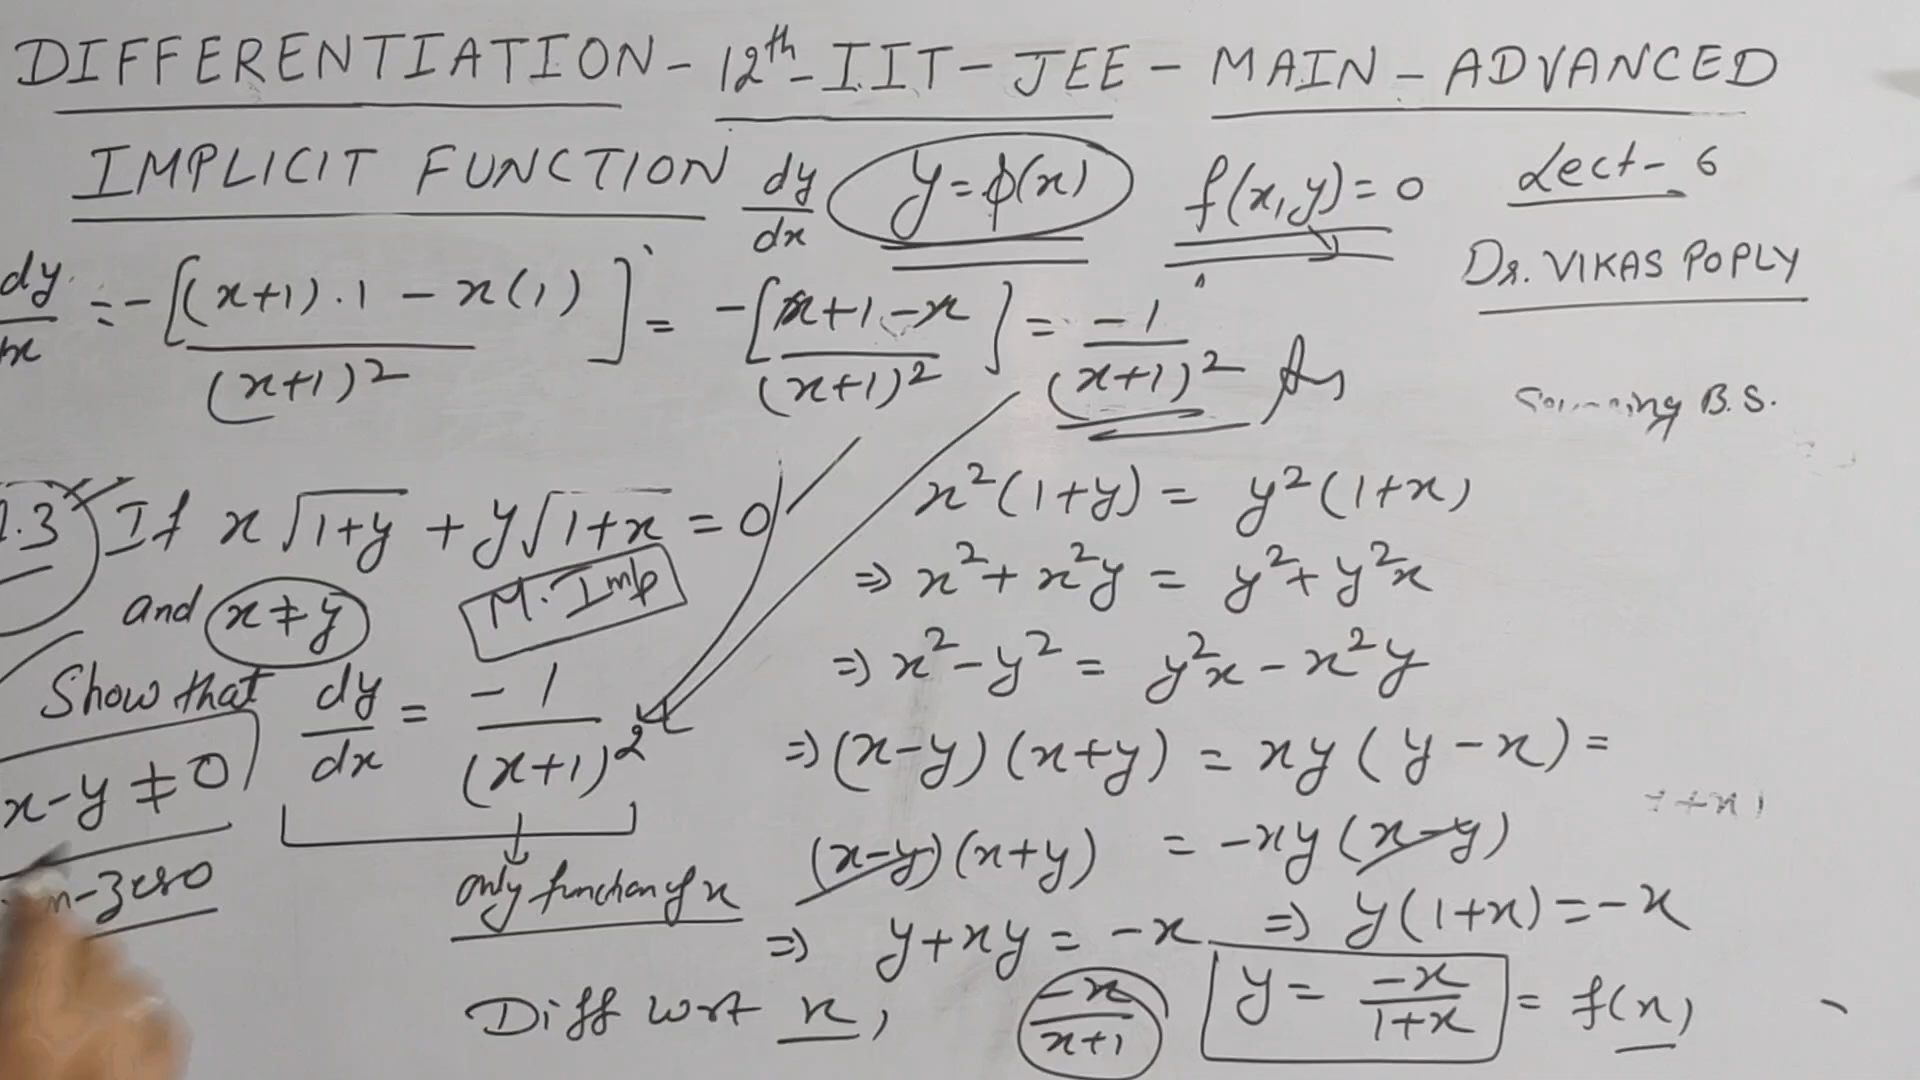 DIFFERENTIATION - 12th - IIT - JEE - MAIN - ADVANCED
IMPLICIT FUNCTION dy/dx y = ϕ(x) f(x,y) = 0 Lect- 6
Dr. VIKAS POPLY
dy/dx = -[(x+1).1 - x(1) / (x+1)²] = -[x+1-x / (x+1)²] = -1/(x+1)² Ans
B.S.
.3 If x√1+y + y√1+x = 0
and x ≠ y M. Imp
Show that dy/dx = -1/(x+1)²
x-y ≠ 0
n-zero
only function of x
x²(1+y) = y²(1+x)
⇒ x² + x²y = y² + y²x
⇒ x² - y² = y²x - x²y
⇒ (x-y)(x+y) = xy(y-x) =
(x-y)(x+y) = -xy(x-y)
⇒ y+xy = -x ⇒ y(1+x) = -x
Diff wrt x, -x/x+1 y = -x/1+x = f(x)